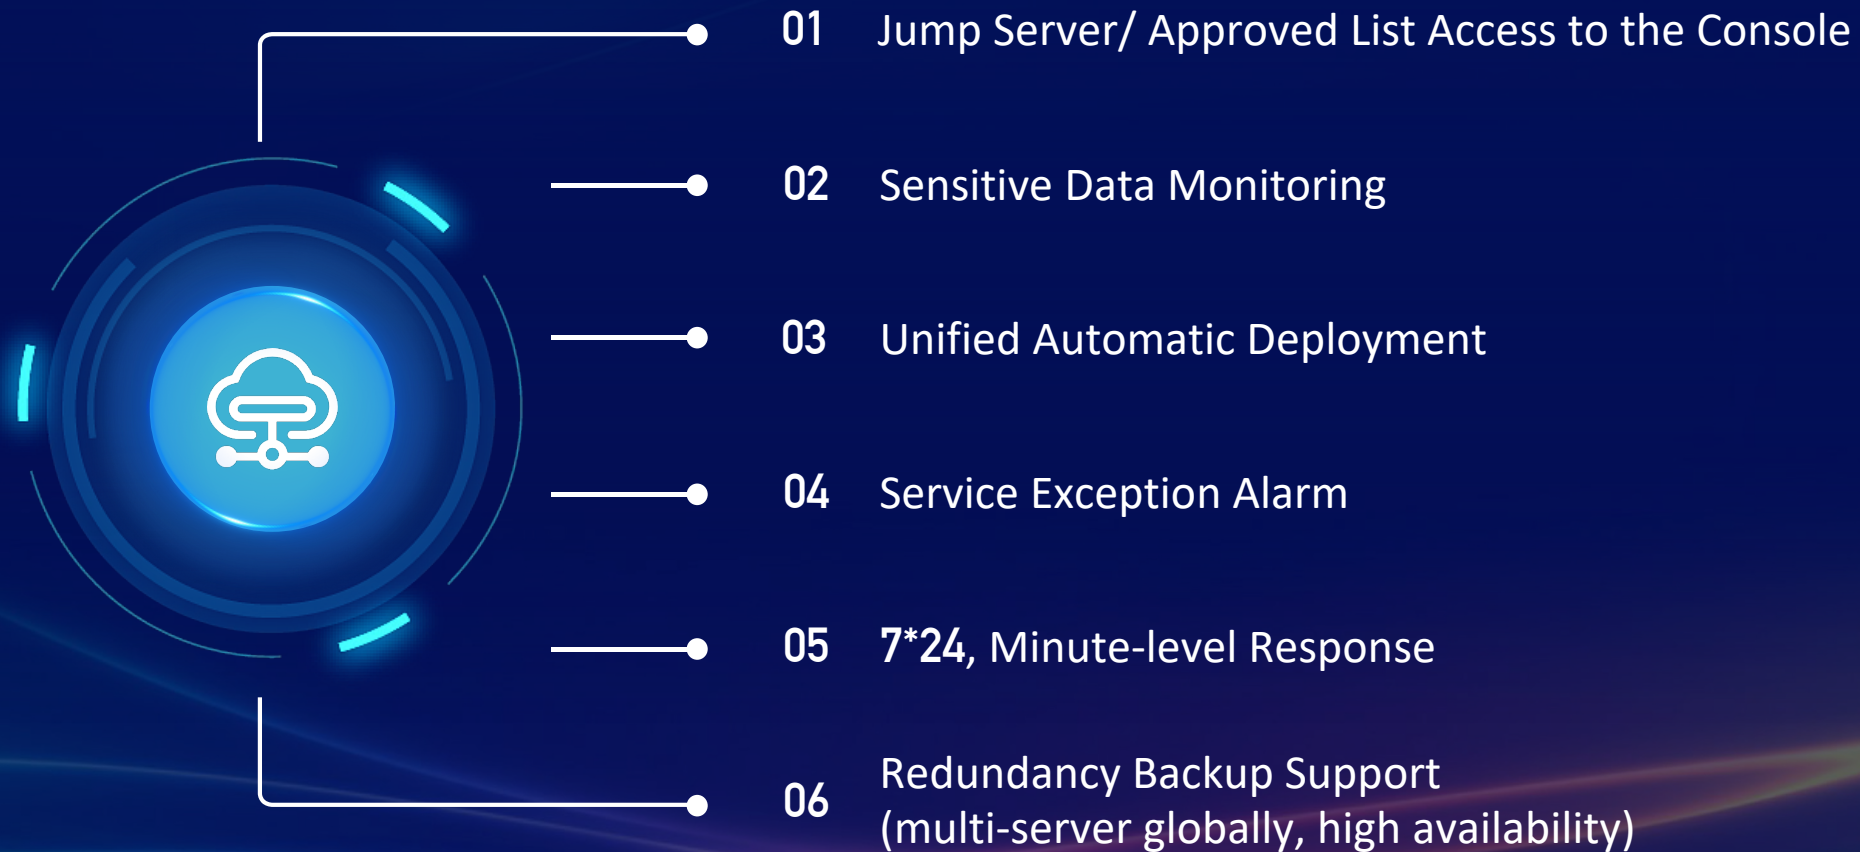 01 Jump Server/ Approved List Access to the Console
02 Sensitive Data Monitoring
03 Unified Automatic Deployment
04 Service Exception Alarm
05 7*24, Minute-level Response
06 Redundancy Backup Support
(multi-server globally, high availability)